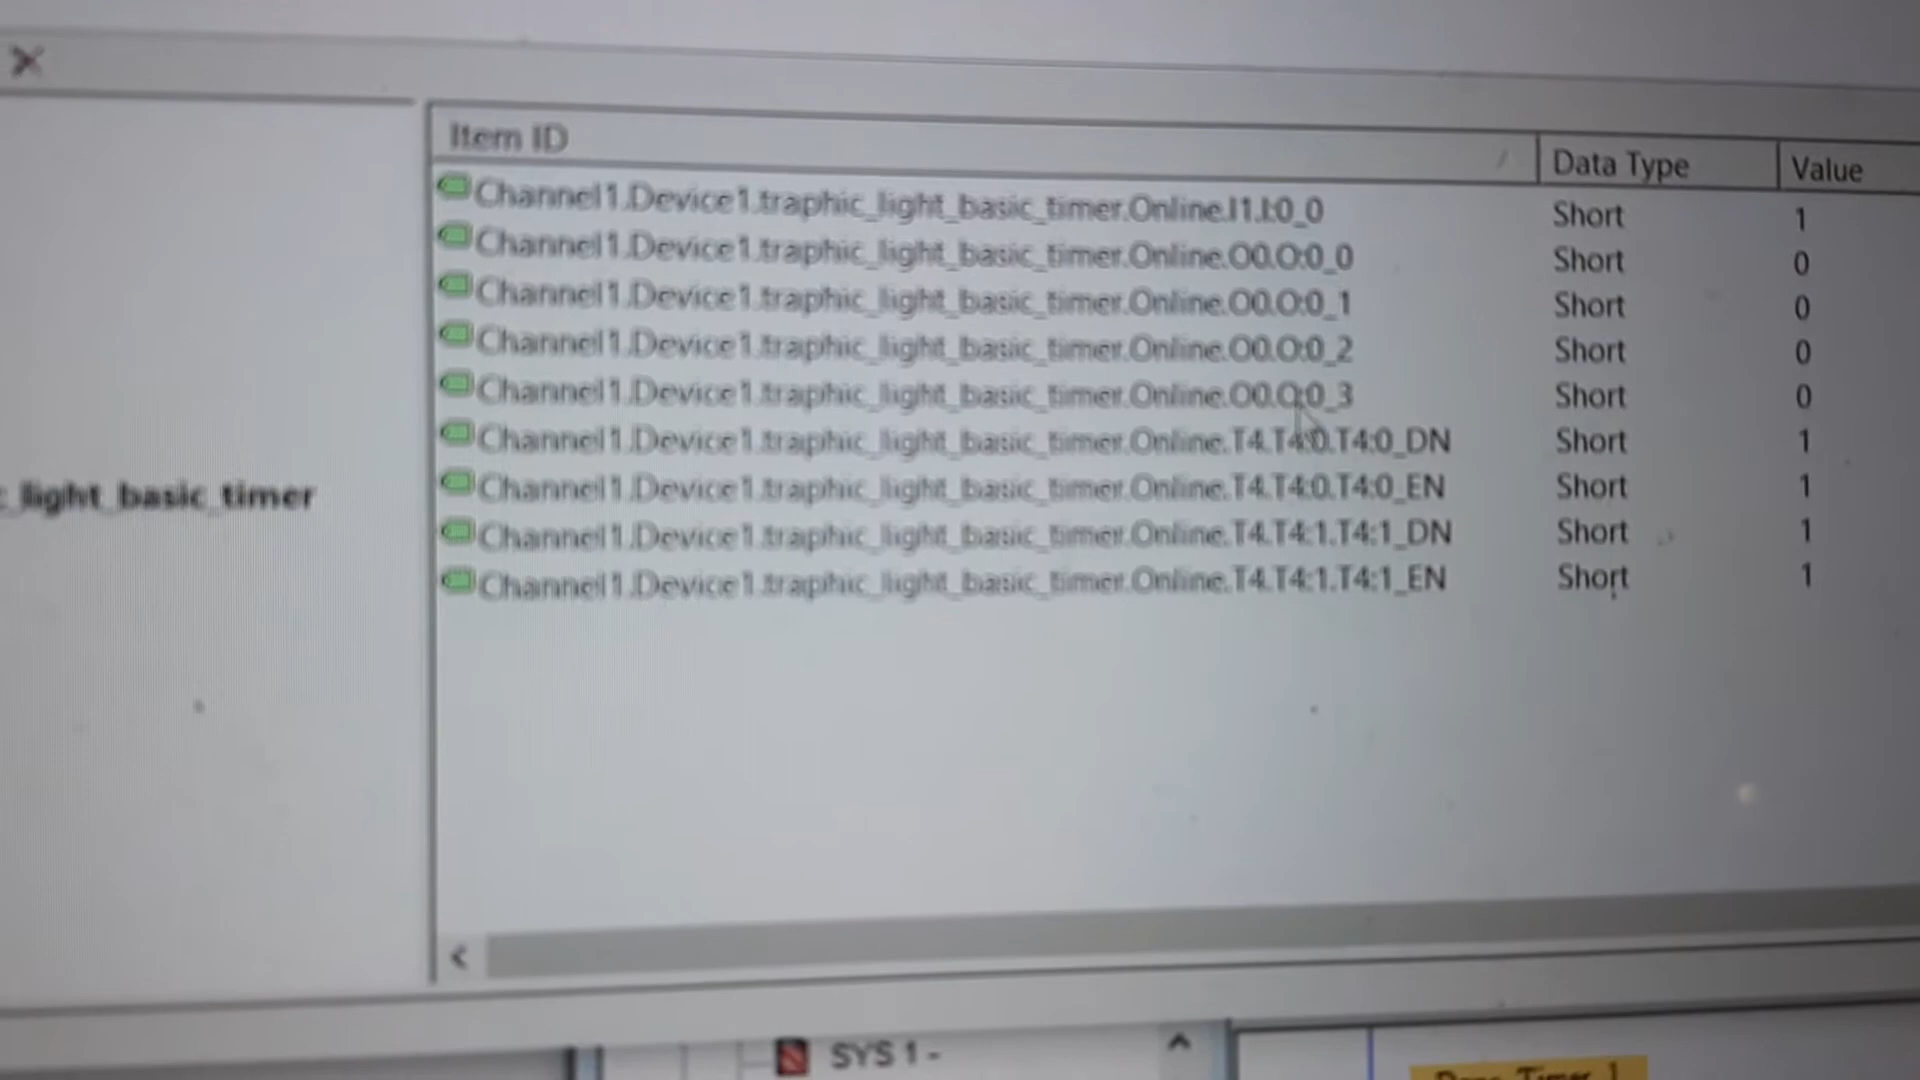 Item ID Data Type Value
Channel1.Device1.traphic_light_basic_timer.Online.I1.I:0_0 Short 1
Channel1.Device1.traphic_light_basic_timer.Online.O0.O:0_0 Short 0
Channel1.Device1.traphic_light_basic_timer.Online.O0.O:0_1 Short 0
Channel1.Device1.traphic_light_basic_timer.Online.O0.O:0_2 Short 0
Channel1.Device1.traphic_light_basic_timer.Online.O0.O:0_3 Short 0
Channel1.Device1.traphic_light_basic_timer.Online.T4.T4:0.T4:0_DN Short 1
Channel1.Device1.traphic_light_basic_timer.Online.T4.T4:0.T4:0_EN Short 1
c_light_basic_timer
Channel1.Device1.traphic_light_basic_timer.Online.T4.T4:1.T4:1_DN Short 1
Channel1.Device1.traphic_light_basic_timer.Online.T4.T4:1.T4:1_EN Short 1
SYS 1 -
Timer 1